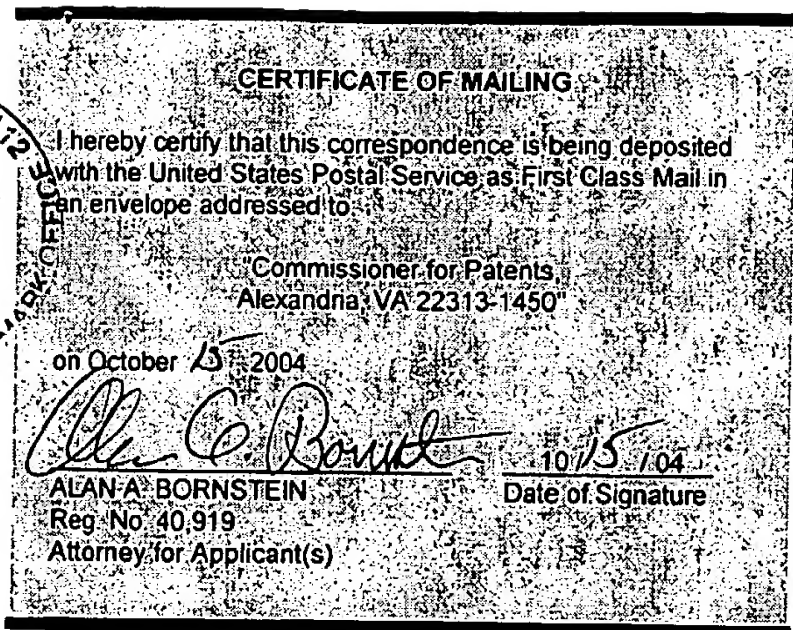 CERTIFICATE OF MAILING
I hereby certify that this correspondence is being deposited
with the United States Postal Service as First Class Mail in
an envelope addressed to:
"Commissioner for Patents
Alexandria, VA 22313-1450"
on October 15 2004
Alan A. Bornstein
10/15/04
ALAN A. BORNSTEIN
Date of Signature
Reg. No. 40,919
Attorney for Applicant(s)